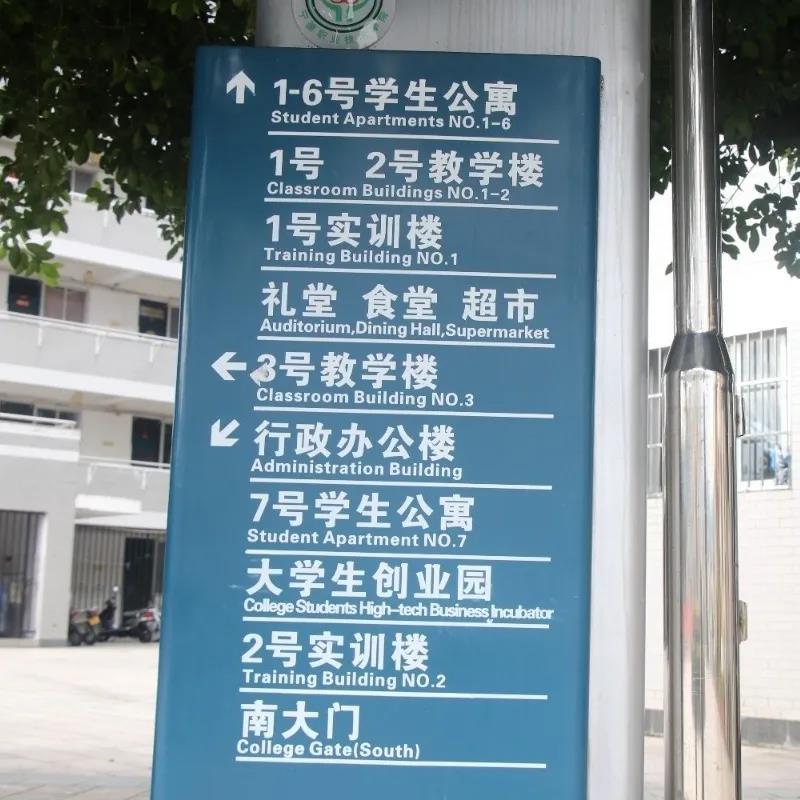 1-6号学生公寓
Student Apartments NO.1-6
1号 2号教学楼
Classroom Buildings NO.1-2
1号实训楼
Training Building NO.1
礼堂 食堂 超市
Auditorium,Dining Hall,Supermarket
3号教学楼
Classroom Building NO.3
行政办公楼
Administration Building
7号学生公寓
Student Apartment NO.7
大学生创业园
College Students High-tech Business Incubator
2号实训楼
Training Building NO.2
南大门
College Gate(South)